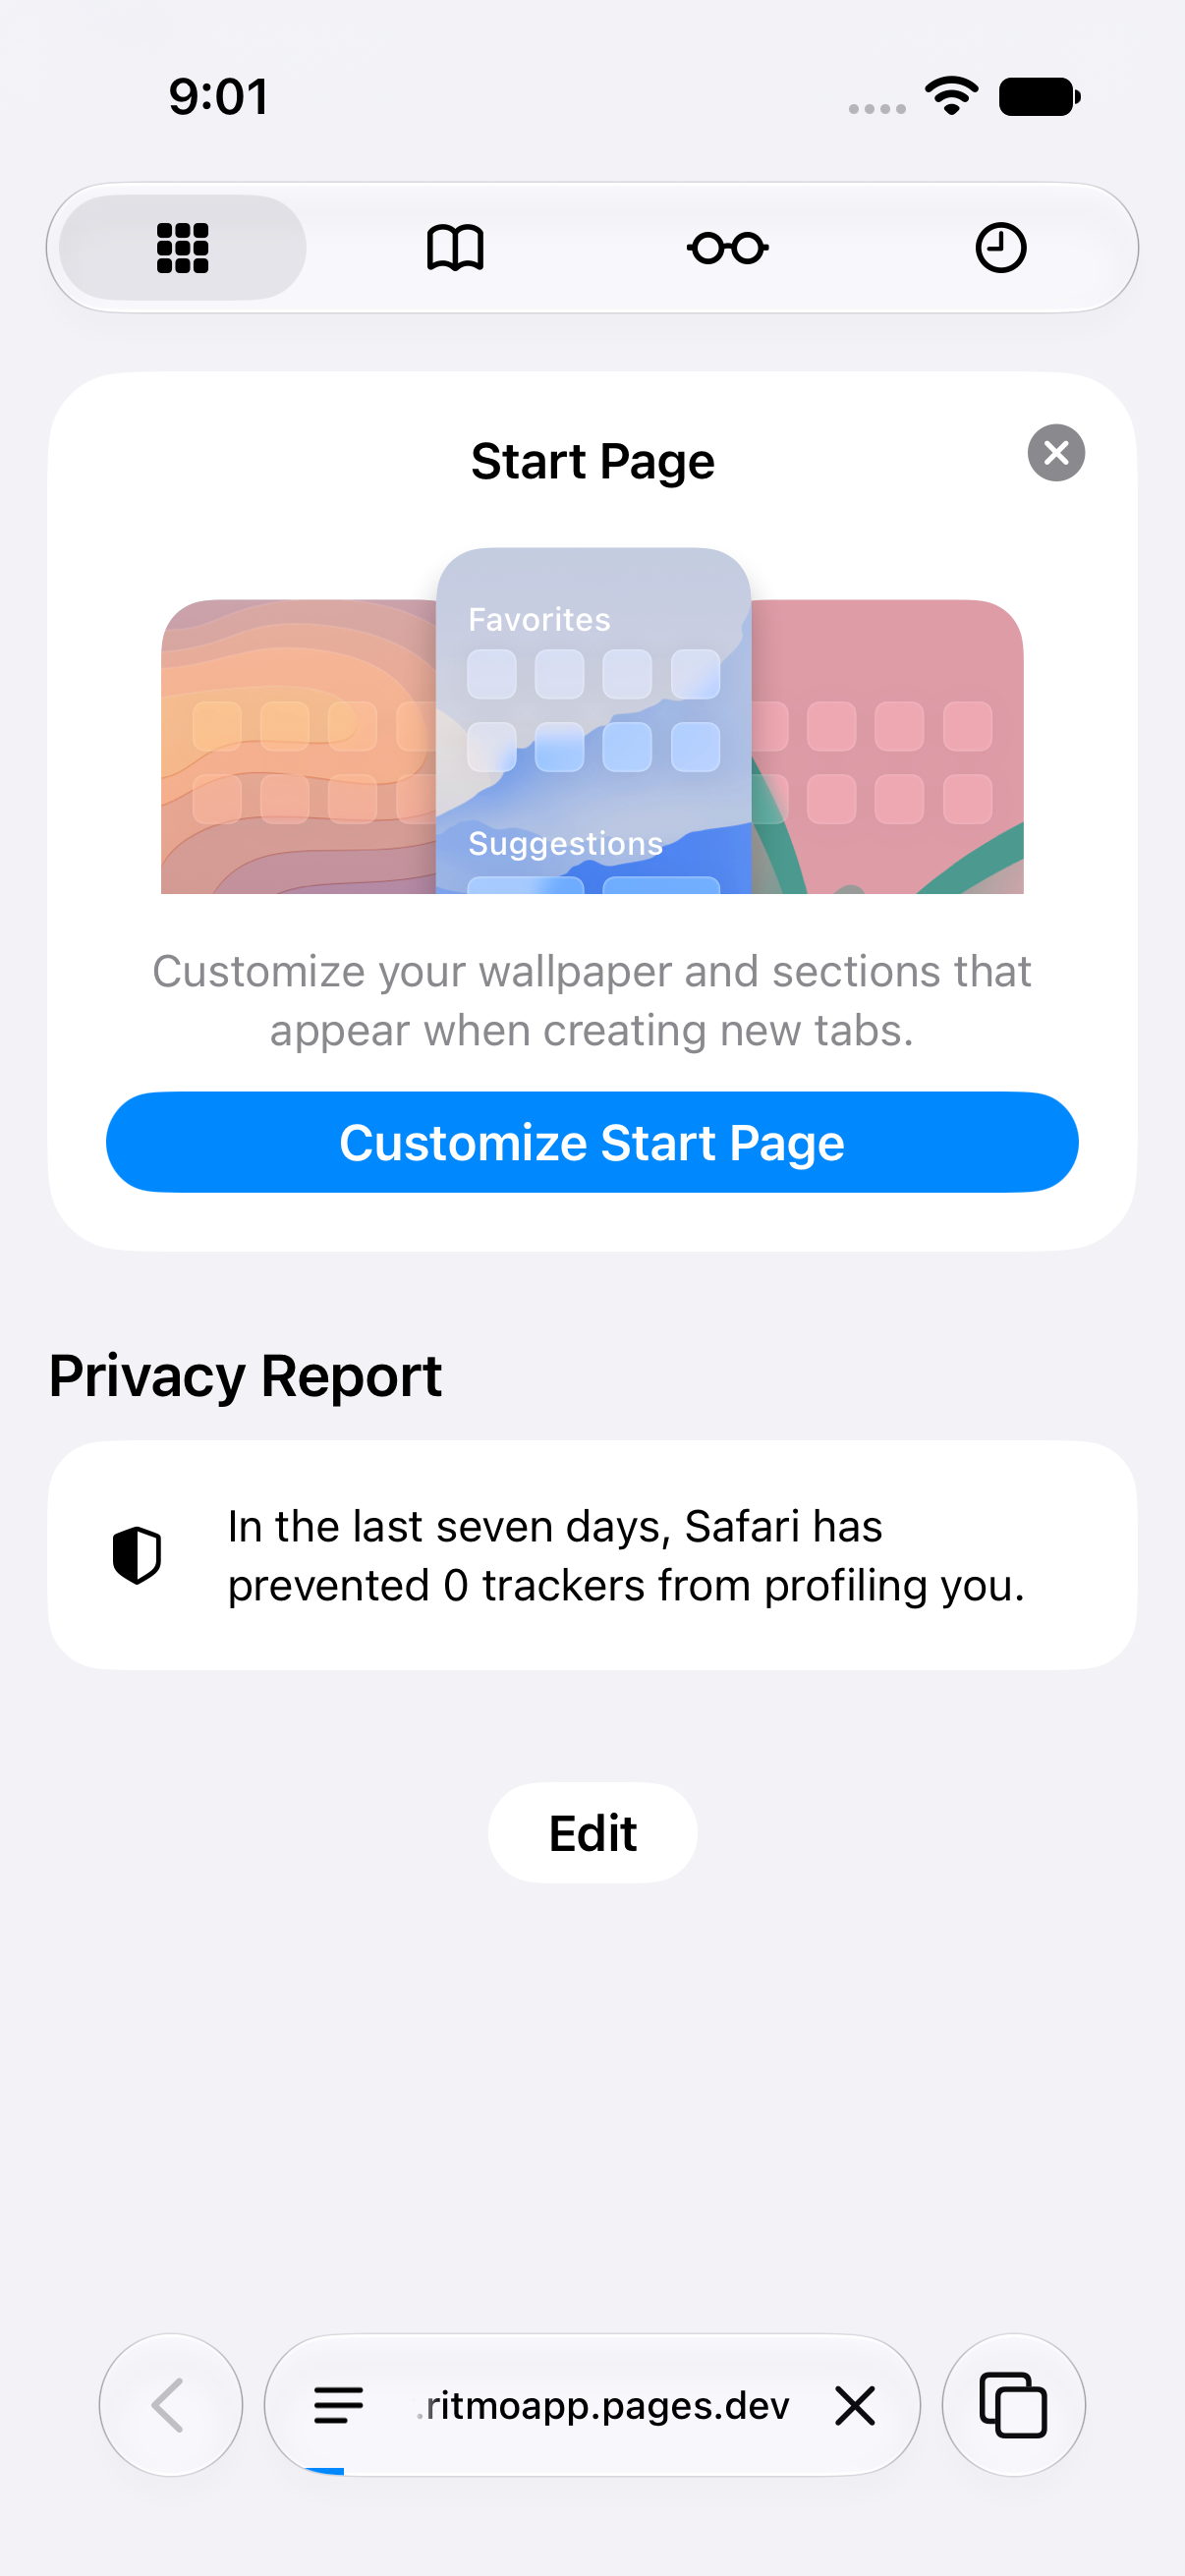 9:01
Start Page
Favorites
Suggestions
Customize your wallpaper and sections that
appear when creating new tabs.
Customize Start Page
Privacy Report
In the last seven days, Safari has
prevented 0 trackers from profiling you.
Edit
.ritmoapp.pages.dev